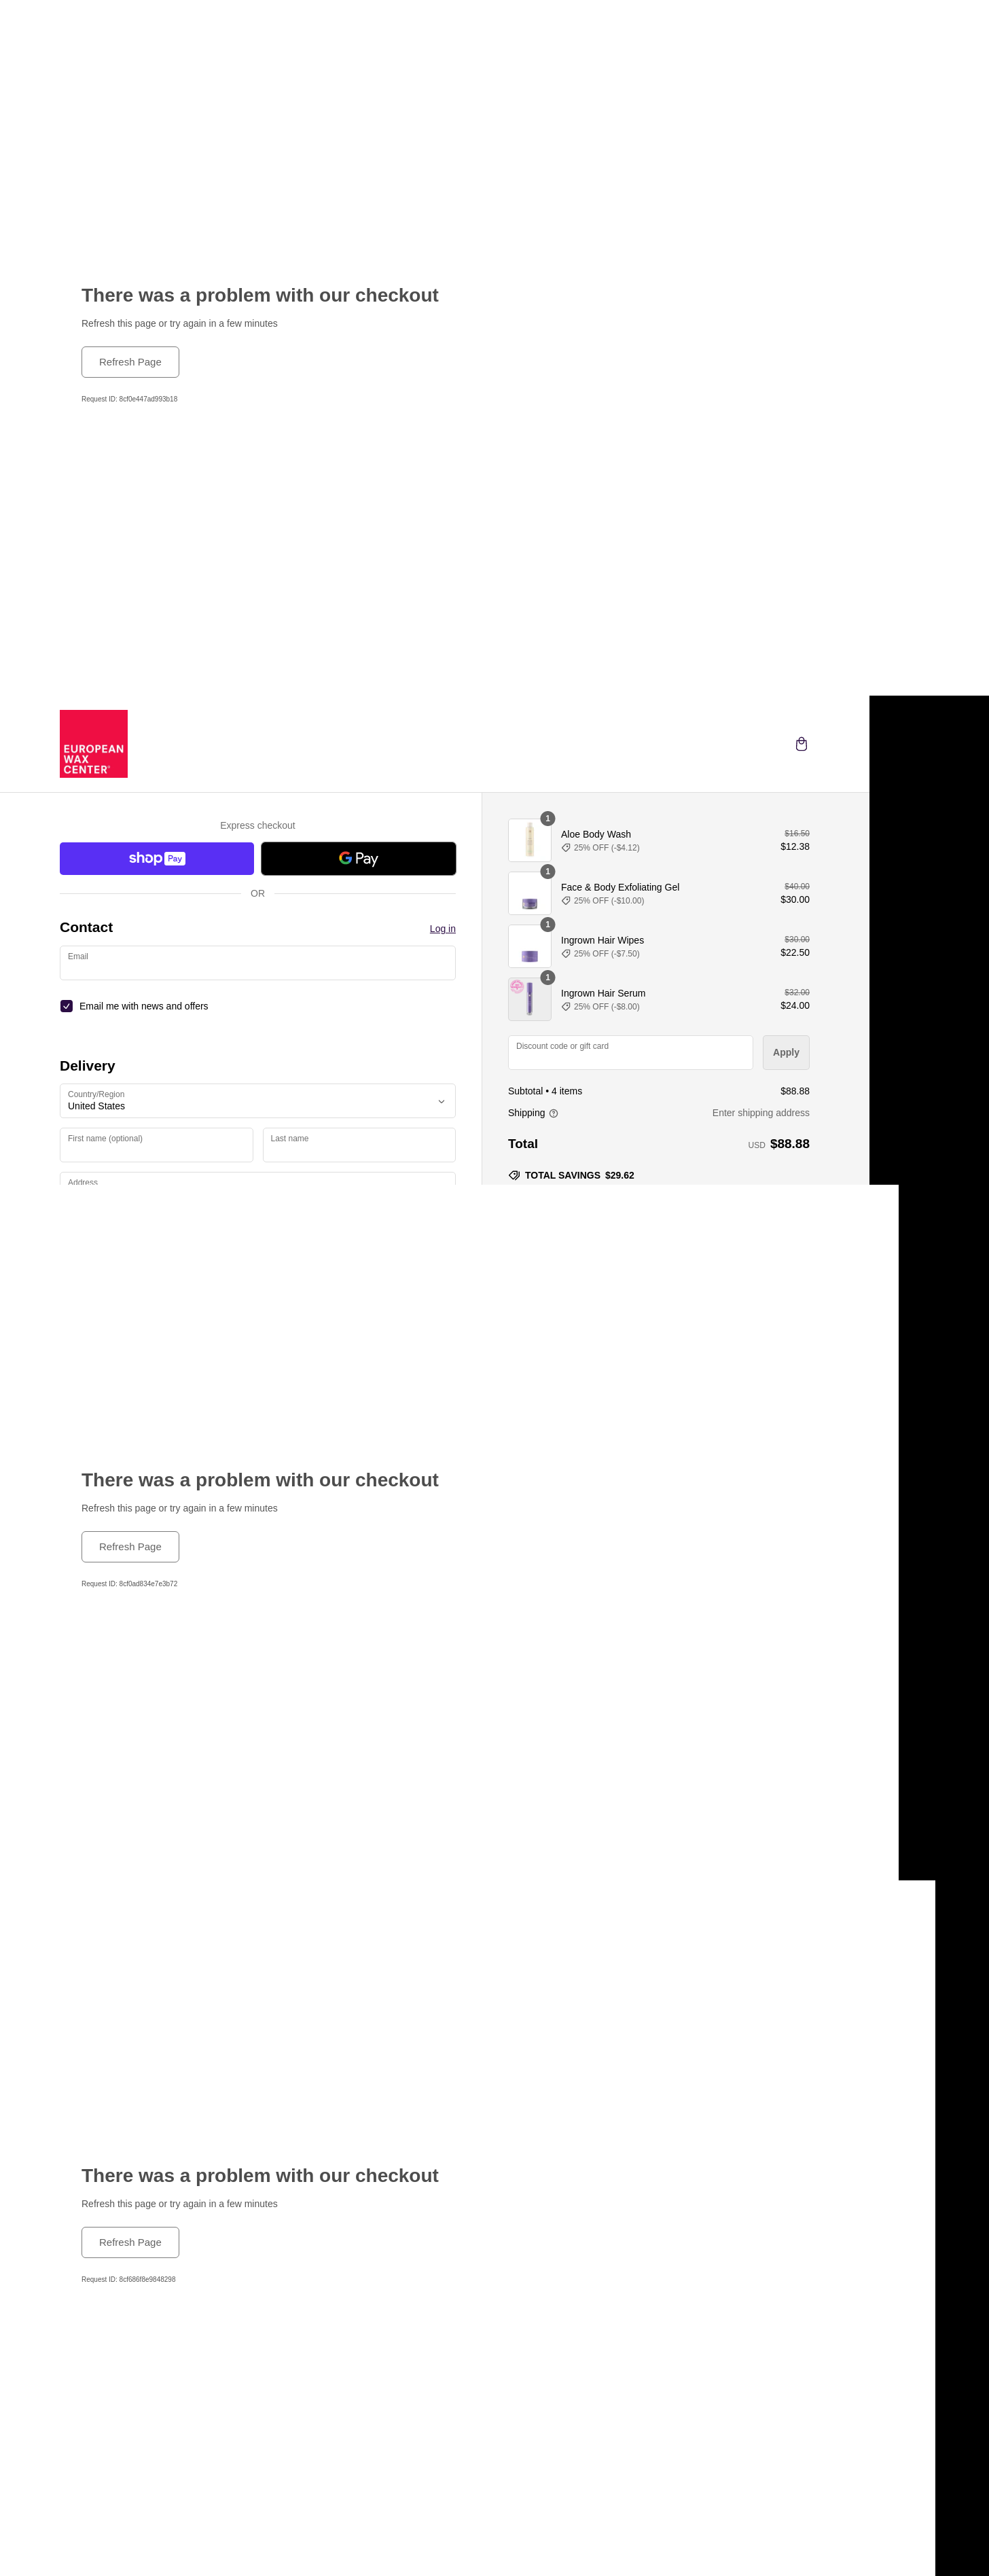 There was a problem with our checkout
Refresh this page or try again in a few minutes
Refresh Page
Request ID: 8cf0e447ad993b18
EUROPEAN
WAX
CENTER
Express checkout
shop Pay
G Pay
OR
Contact
Log in
Email
Email me with news and offers
Delivery
Country/Region
United States
First name (optional)
Last name
Address
1
Aloe Body Wash
$16.50
25% OFF (-$4.12)
$12.38
1
Face & Body Exfoliating Gel
$40.00
25% OFF (-$10.00)
$30.00
1
Ingrown Hair Wipes
$30.00
25% OFF (-$7.50)
$22.50
1
Ingrown Hair Serum
$32.00
25% OFF (-$8.00)
$24.00
Discount code or gift card
Apply
Subtotal • 4 items
$88.88
Shipping
Enter shipping address
Total
USD $88.88
TOTAL SAVINGS $29.62
There was a problem with our checkout
Refresh this page or try again in a few minutes
Refresh Page
Request ID: 8cf0ad834e7e3b72
There was a problem with our checkout
Refresh this page or try again in a few minutes
Refresh Page
Request ID: 8cf686f8e9848298